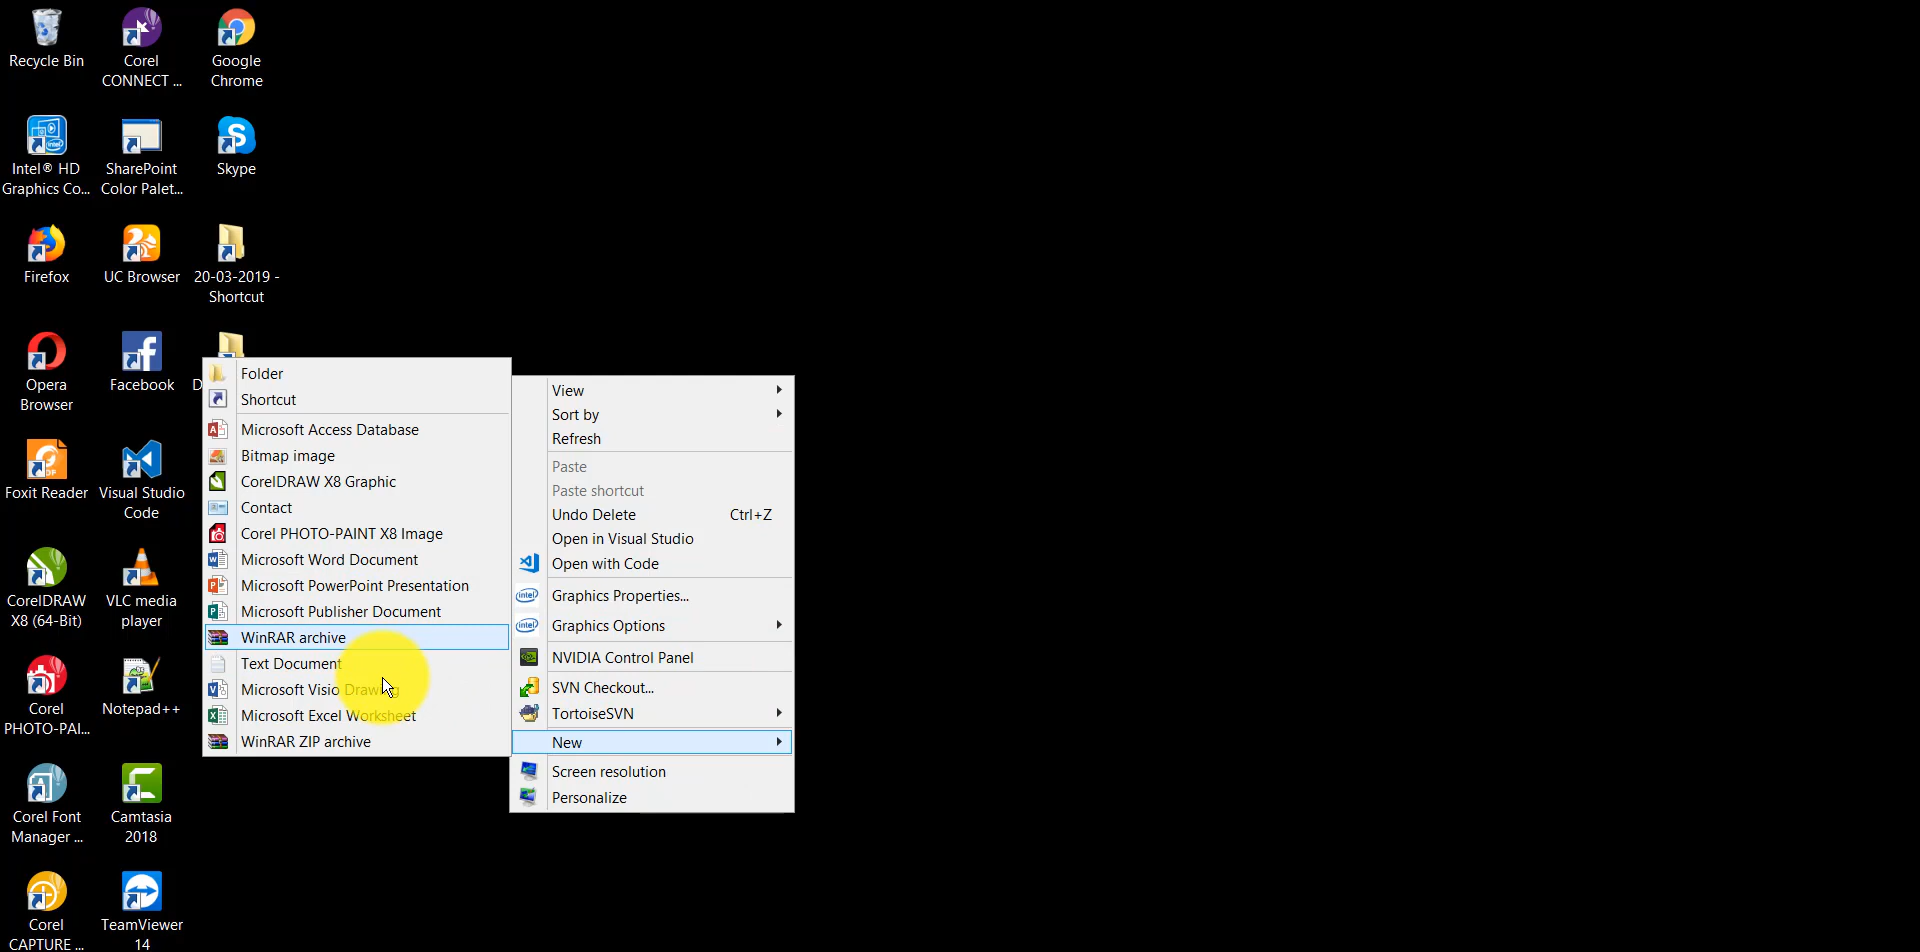 Recycle Bin
Corel
CONNECT ...
Google
Chrome
Intel® HD
Graphics Co...
SharePoint
Color Palet...
Skype
Firefox
UC Browser
20-03-2019 -
Shortcut
Opera
Browser
Facebook
D
Foxit Reader
Visual Studio
Code
CorelDRAW
X8 (64-Bit)
VLC media
player
Corel
PHOTO-PAI...
Notepad++
Corel Font
Manager ...
Camtasia
2018
Corel
CAPTURE ...
TeamViewer
14
Folder
Shortcut
Microsoft Access Database
Bitmap image
CorelDRAW X8 Graphic
Contact
Corel PHOTO-PAINT X8 Image
Microsoft Word Document
Microsoft PowerPoint Presentation
Microsoft Publisher Document
WinRAR archive
Text Document
Microsoft Visio Drawing
Microsoft Excel Worksheet
WinRAR ZIP archive
View
Sort by
Refresh
Paste
Paste shortcut
Undo Delete Ctrl+Z
Open in Visual Studio
Open with Code
Graphics Properties...
Graphics Options
NVIDIA Control Panel
SVN Checkout...
TortoiseSVN
New
Screen resolution
Personalize